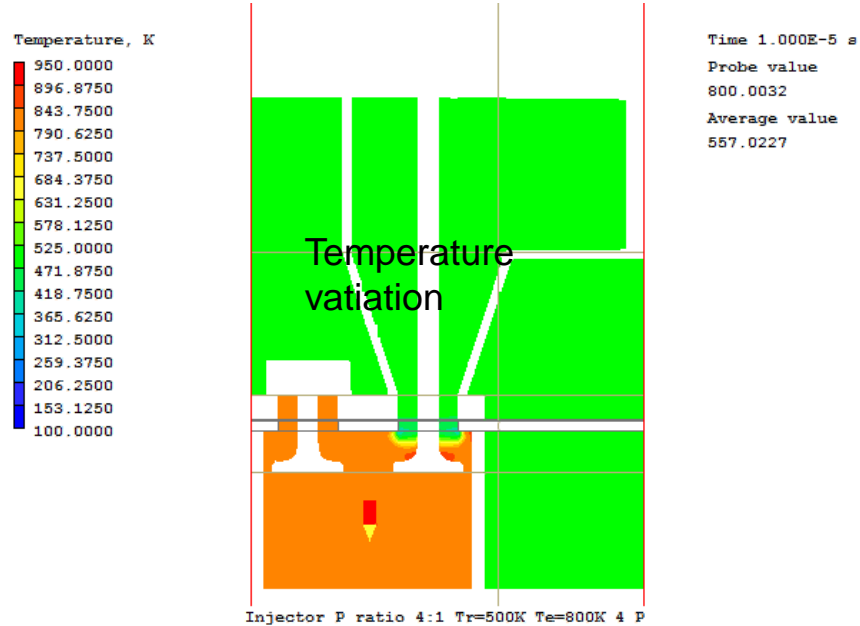 Temperature, K
950.0000
896.8750
843.7500
790.6250
737.5000
684.3750
631.2500
578.1250
525.0000
471.8750
418.7500
365.6250
312.5000
259.3750
206.2500
153.1250
100.0000
Time 1.000E-5 s
Probe value
800.0032
Average value
557.0227
Temperature
vatiation
Injector P ratio 4:1 Tr=500K Te=800K 4 P